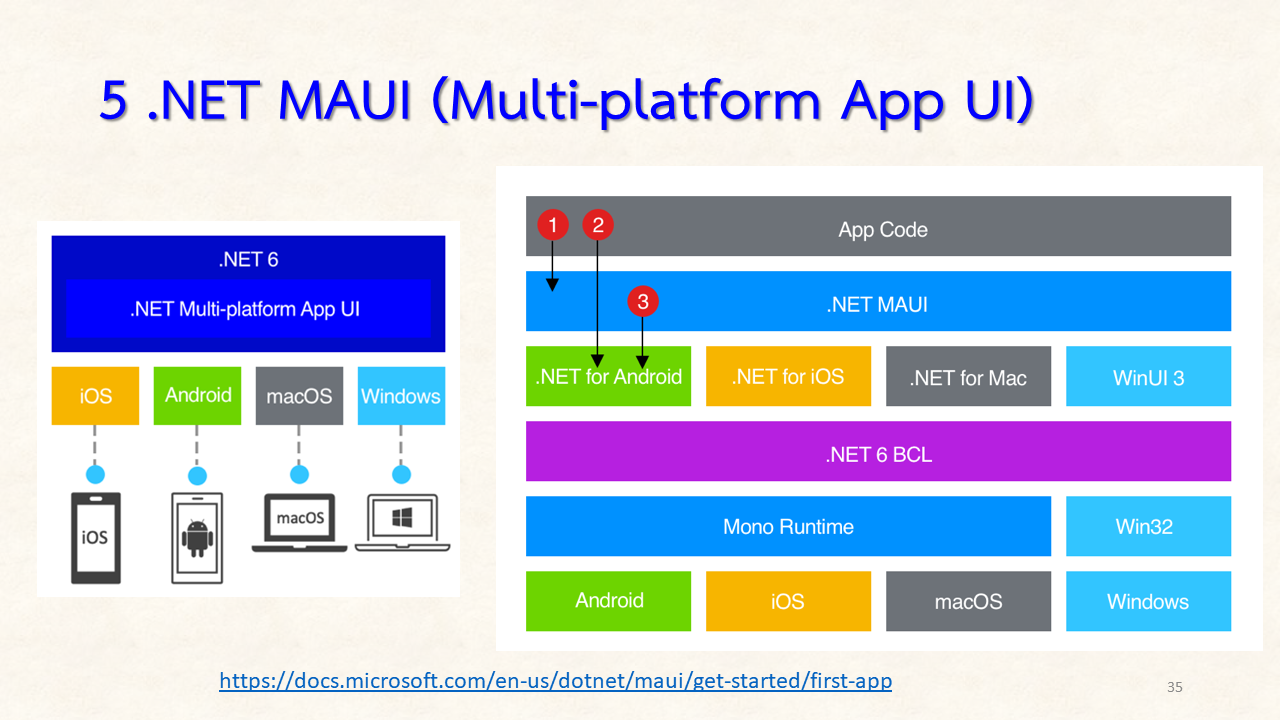 5 .NET MAUI (Multi-platform App UI)
.NET 6
.NET Multi-platform App UI
iOS Android macOS Windows
iOS macOS
1 2 App Code
3 .NET MAUI
.NET for Android .NET for iOS .NET for Mac WinUI 3
.NET 6 BCL
Mono Runtime Win32
Android iOS macOS Windows
https://docs.microsoft.com/en-us/dotnet/maui/get-started/first-app
35